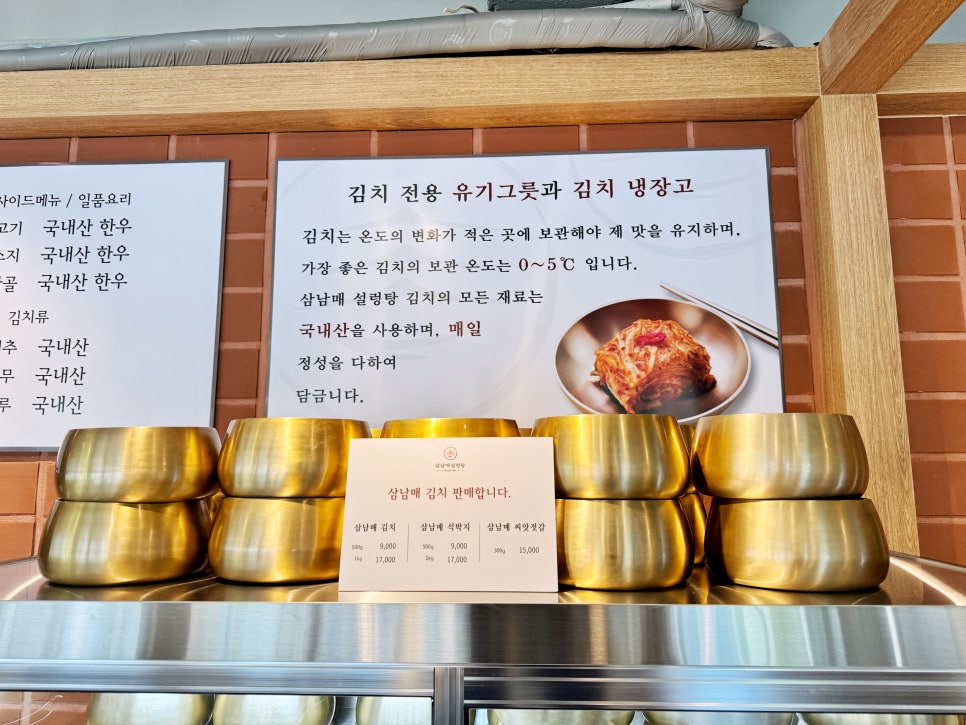 사이드메뉴 / 일품요리
고기 국내산 한우
스지 국내산 한우
국내산 한우
김치류
국내산
무 국내산
국내산
김치 전용 유기그릇과 김치 냉장고
김치는 온도의 변화가 적은 곳에 보관해야 제 맛을 유지하며,
가장 좋은 김치의 보관 온도는 0~5℃ 입니다.
삼남매 설렁탕 김치의 모든 재료는
국내산을 사용하며, 매일
정성을 다하여
담급니다.
삼남매설렁탕
삼남매 김치 판매합니다.
삼남매 김치 삼남매 석박지 삼남매 씨앗젓갈
500g 9,000 500g 9,000 300g 15,000
1kg 17,000 1kg 17,000